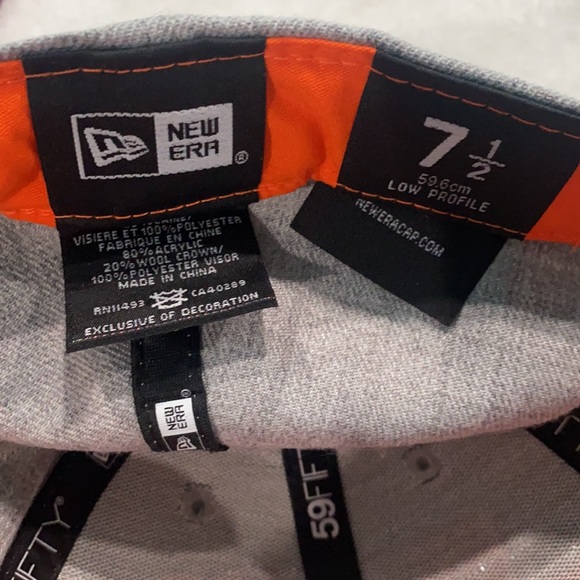 NEW
ERA
®
VISIERE ET 100% POLYESTER
FABRIQUE EN CHINE
80% ACRYLIC
20% WOOL CROWN/
100% POLYESTER VISOR
MADE IN CHINA
RN11493 CA40289
EXCLUSIVE OF DECORATION
7 1/2
59.6cm
LOW PROFILE
NEWERACAP.COM
NEW
ERA
59FIFTY
FIFTY®